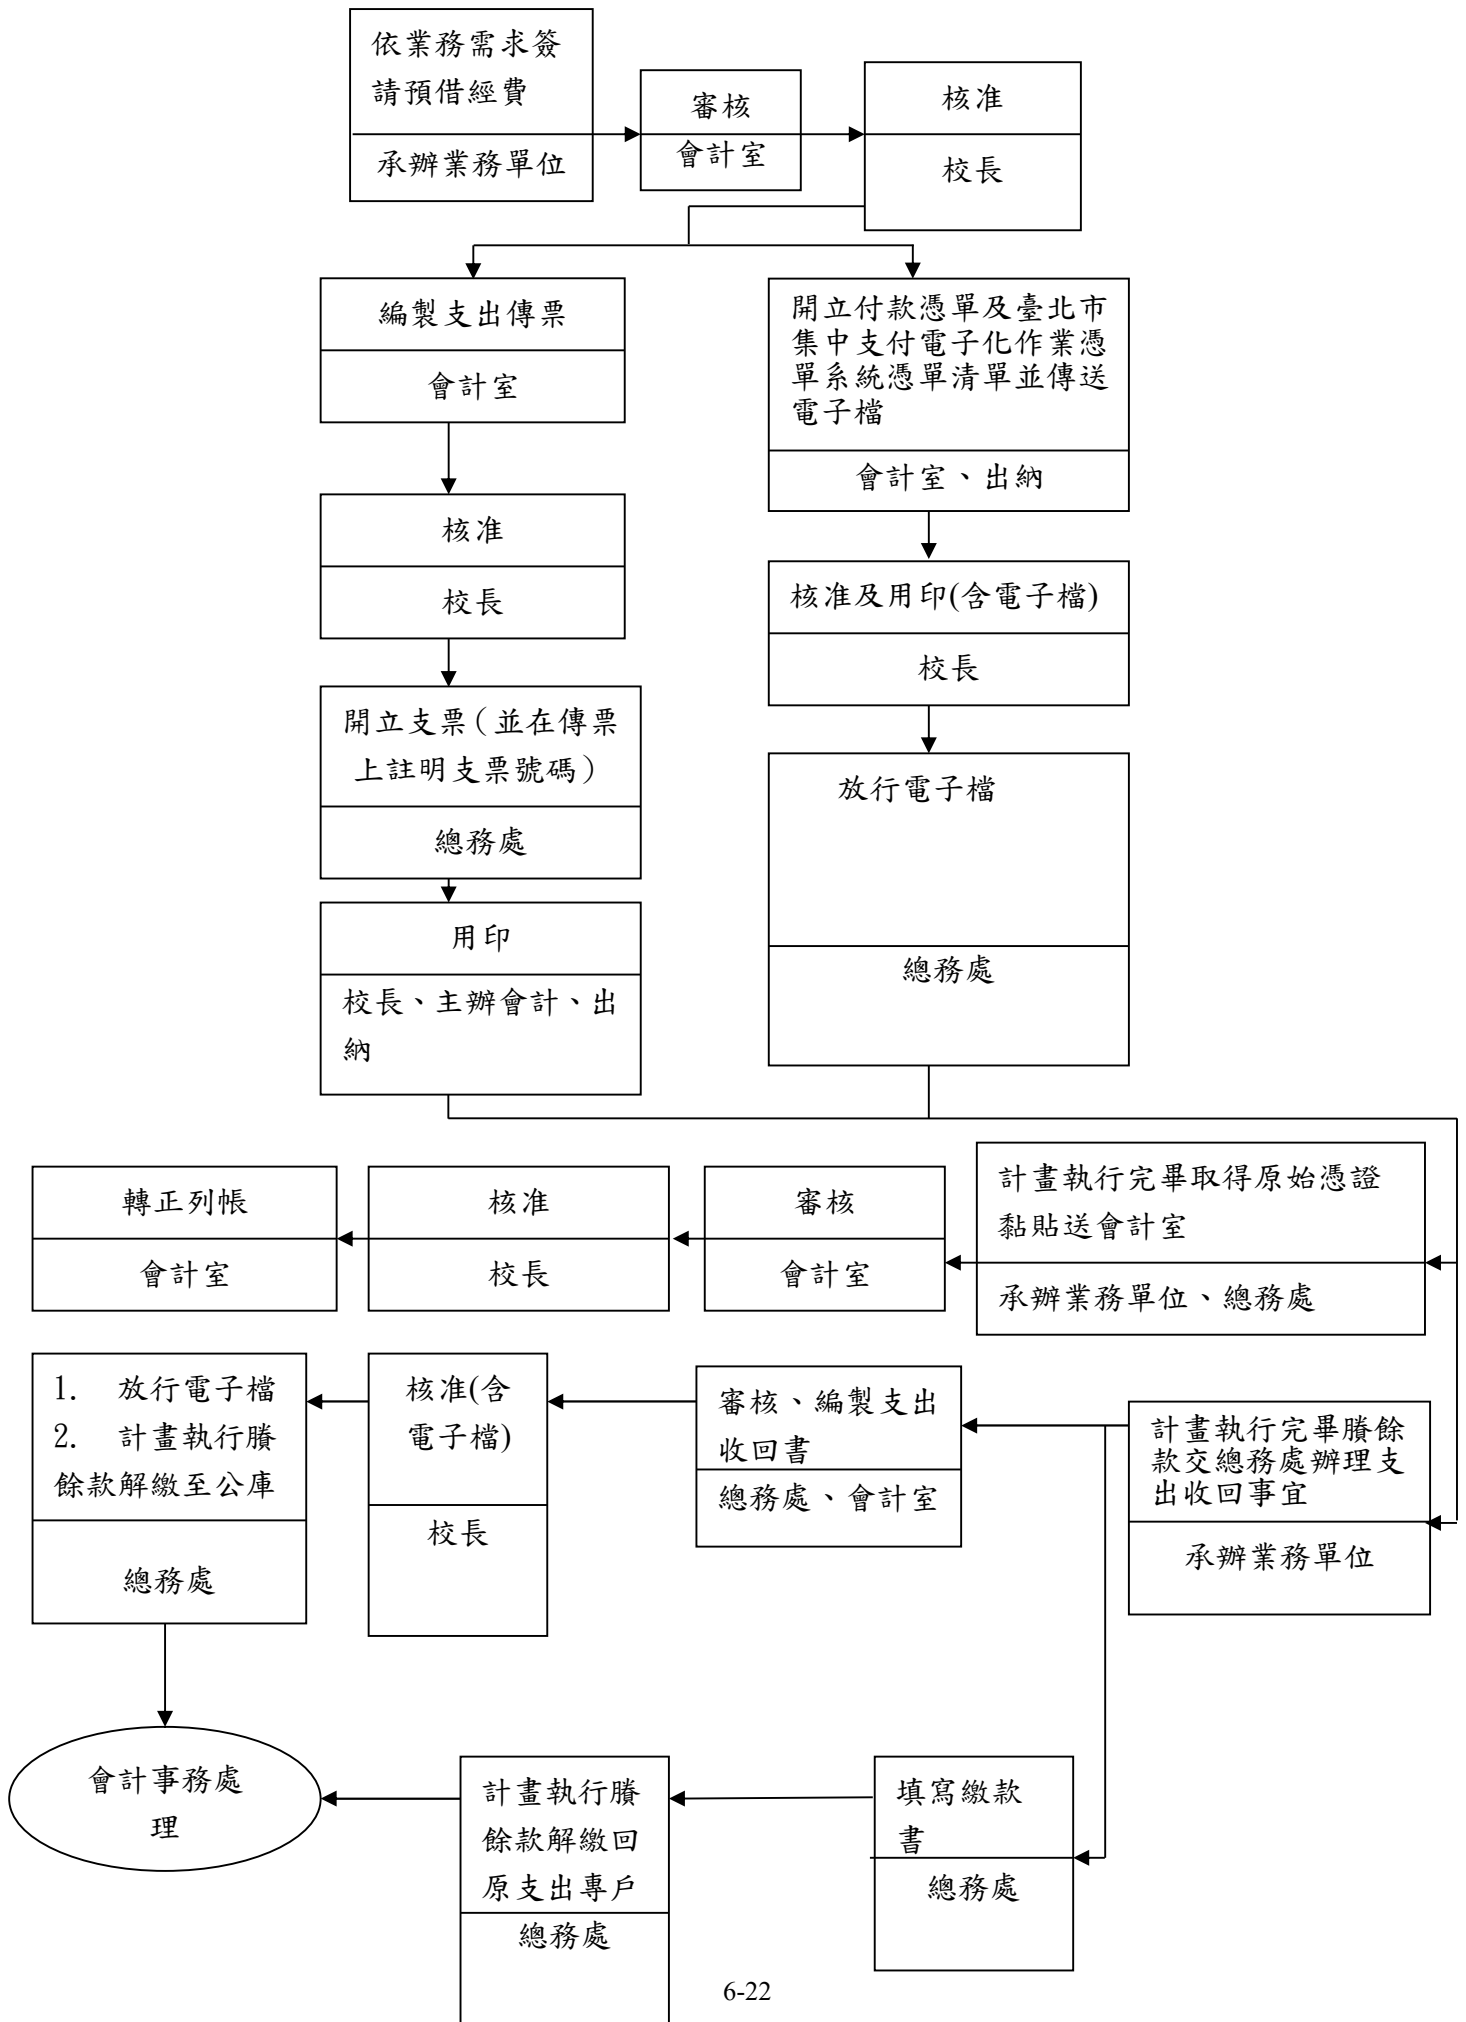 依業務需求簽
請預借經費
承辦業務單位
審核
會計室
核准
校長
編製支出傳票
會計室
開立付款憑單及臺北市
集中支付電子化作業憑
單系統憑單清單並傳送
電子檔
會計室、出納
核准
校長
核准及用印(含電子檔)
校長
開立支票（並在傳票
上註明支票號碼）
總務處
放行電子檔
總務處
用印
校長、主辦會計、出
納
計畫執行完畢取得原始憑證
黏貼送會計室
承辦業務單位、總務處
審核
會計室
核准
校長
轉正列帳
會計室
計畫執行完畢賸餘
款交總務處辦理支
出收回事宜
承辦業務單位
審核、編製支出
收回書
總務處、會計室
核准(含
電子檔)
校長
1. 放行電子檔
2. 計畫執行賸
餘款解繳至公庫
總務處
填寫繳款
書
總務處
計畫執行賸
餘款解繳回
原支出專戶
總務處
會計事務處
理
6-22